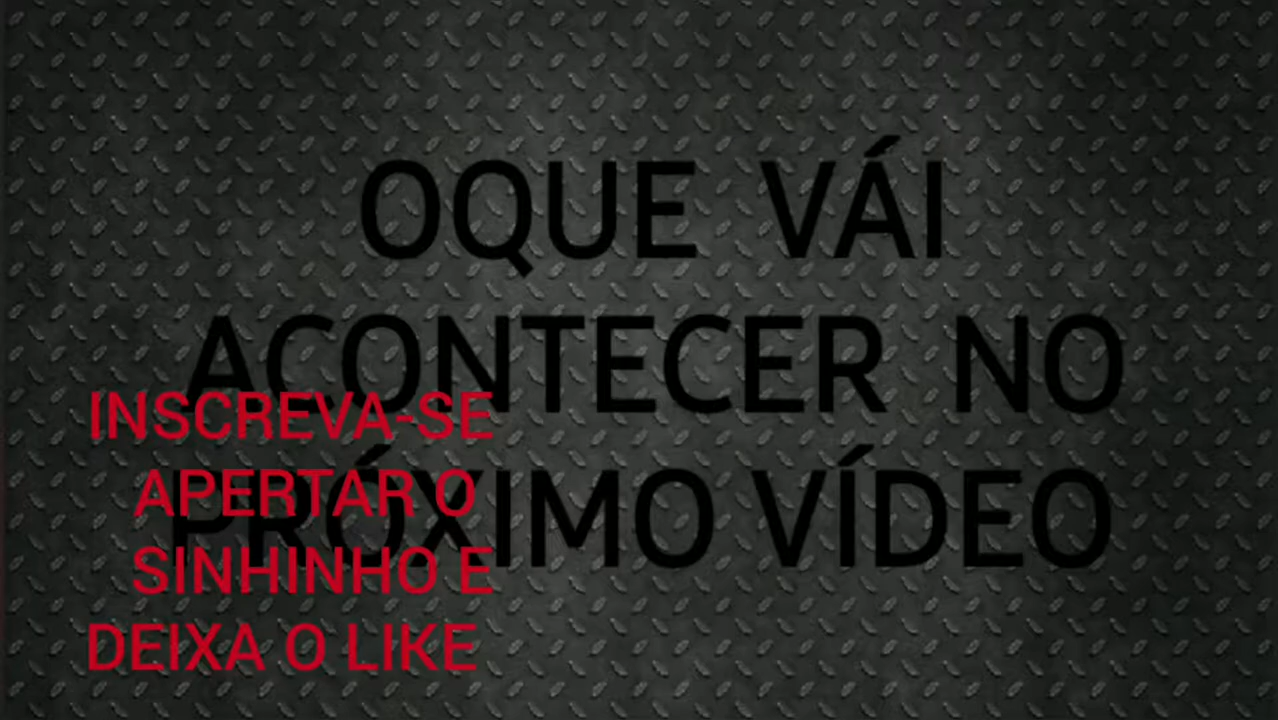 OQUE VÁI
ACONTECER NO
PRÓXIMO VÍDEO
INSCREVA-SE
APERTAR O
SINHINHO E
DEIXA O LIKE